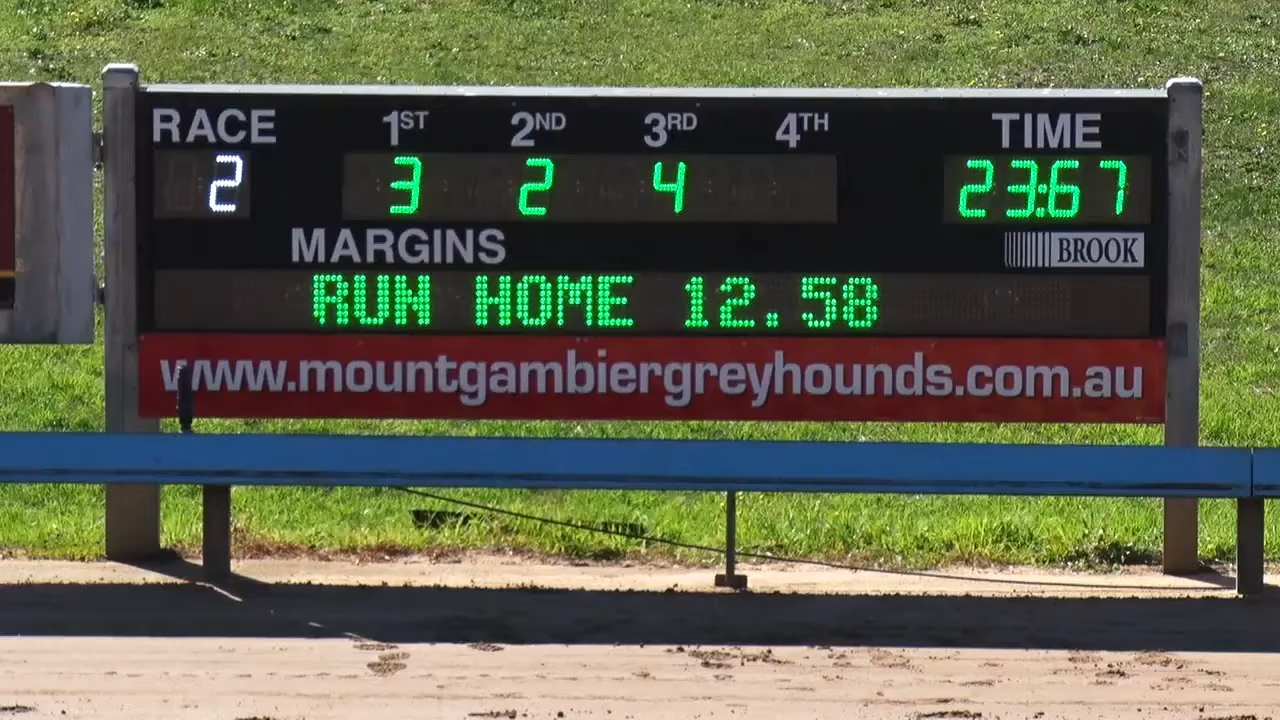 RACE 1ST 2ND 3RD 4TH TIME
2 3 2 4 23:67
MARGINS BROOK
RUN HOME 12.58
www.mountgambiergreyhounds.com.au